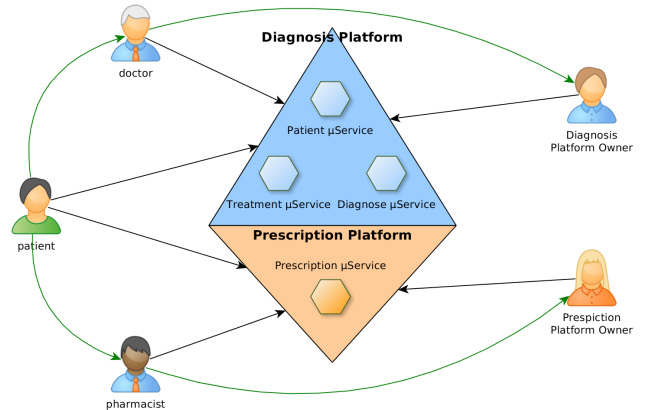 Diagnosis Platform
doctor
Patient µService
Diagnosis
Platform Owner
Treatment µService
Diagnose µService
Prescription Platform
patient
Prescription µService
Prespiction
Platform Owner
pharmacist